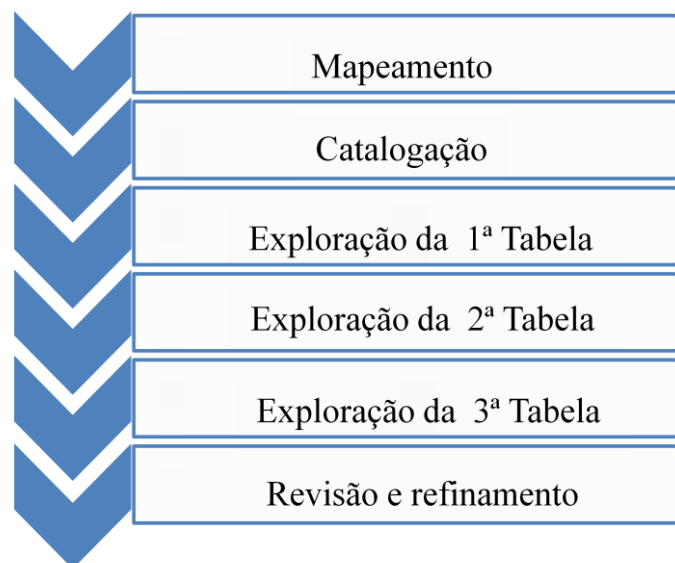 Mapeamento
Catalogação
Exploração da 1ª Tabela
Exploração da 2ª Tabela
Exploração da 3ª Tabela
Revisão e refinamento